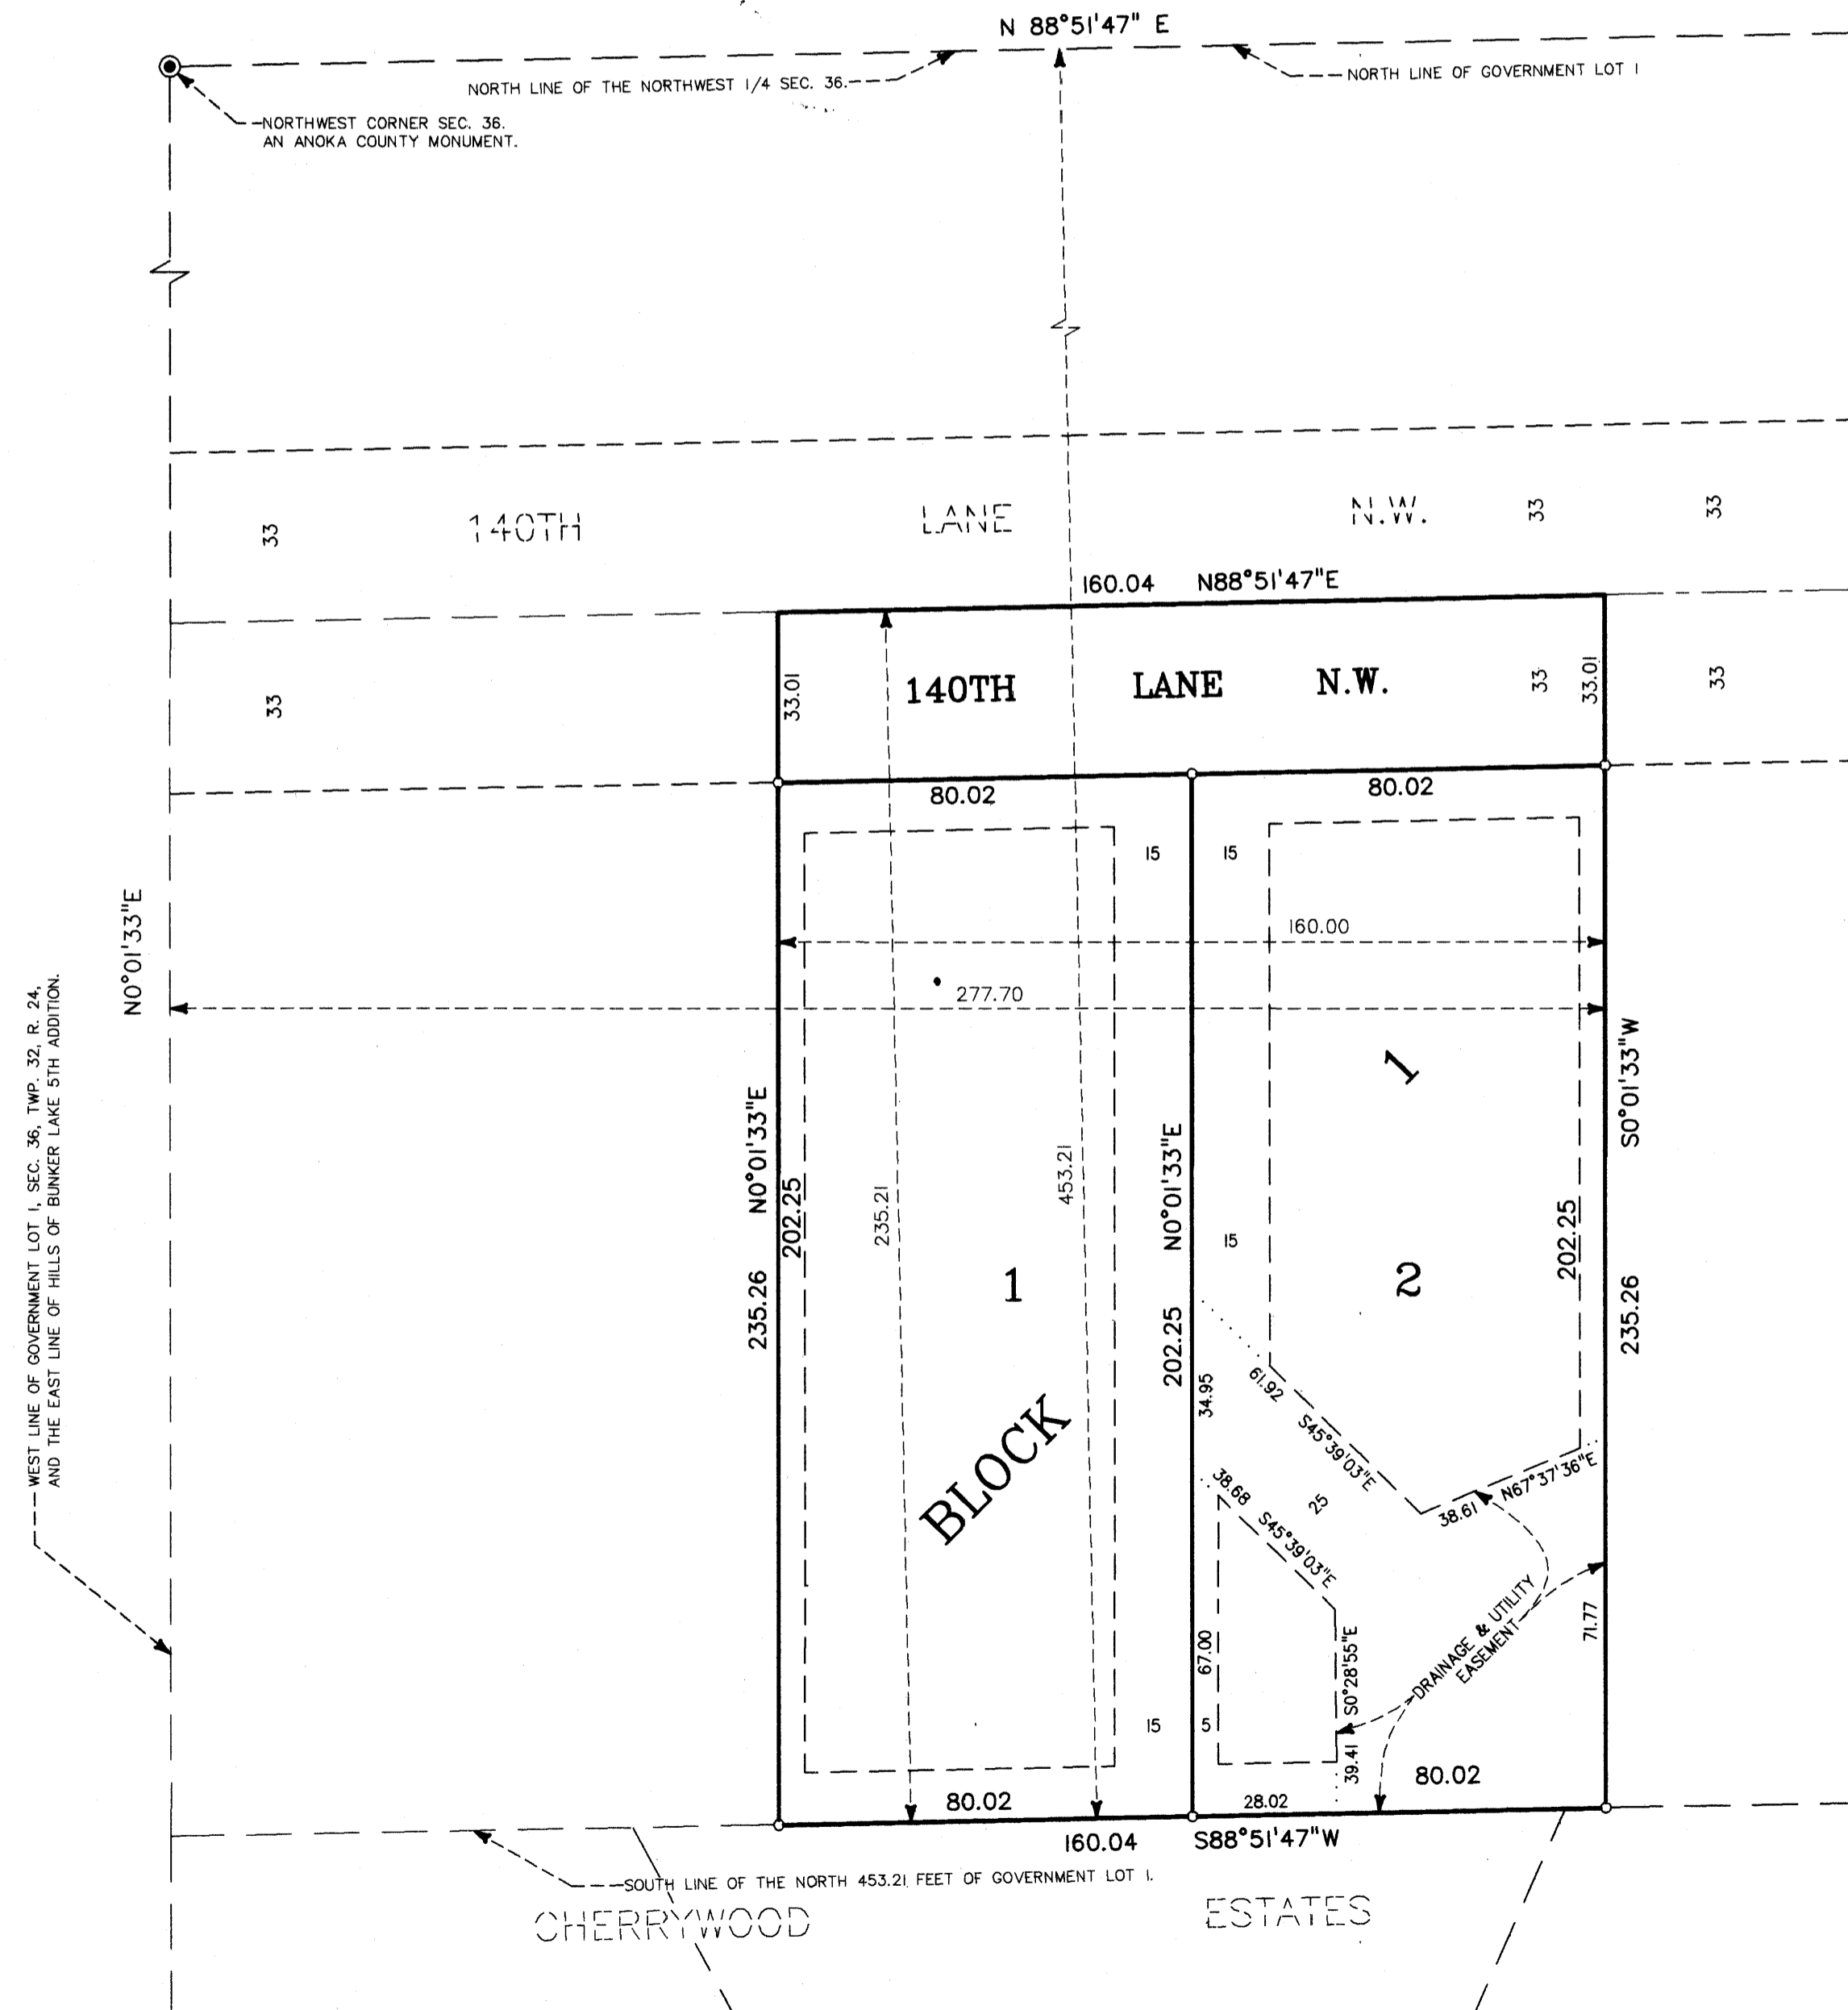 N 88°51'47" E
NORTH LINE OF THE NORTHWEST 1/4 SEC. 36.
NORTH LINE OF GOVERNMENT LOT 1
NORTHWEST CORNER SEC. 36.
AN ANOKA COUNTY MONUMENT.
33
140TH LANE N.W.
33
33
160.04 N88°51'47"E
33
33.01
140TH LANE N.W.
33
33.01
33
80.02
80.02
15
15
160.00
277.70
N0°01'33"E
WEST LINE OF GOVERNMENT LOT 1, SEC. 36, TWP. 32, R. 24,
AND THE EAST LINE OF HILLS OF BUNKER LAKE 5TH ADDITION.
235.26 N0°01'33"E
202.25
235.21
453.21
202.25 N0°01'33"E
15
1
S0°01'33"W
235.26
202.25
1
2
BLOCK
34.95
61.92 S45°39'03"E
38.68 S45°39'03"E
25
38.61 N67°37'36"E
67.00
39.41 S0°28'55"E
DRAINAGE & UTILITY
EASEMENT
71.77
15
5
80.02
28.02
80.02
160.04 S88°51'47"W
SOUTH LINE OF THE NORTH 453.21 FEET OF GOVERNMENT LOT 1.
CHERRYWOOD ESTATES